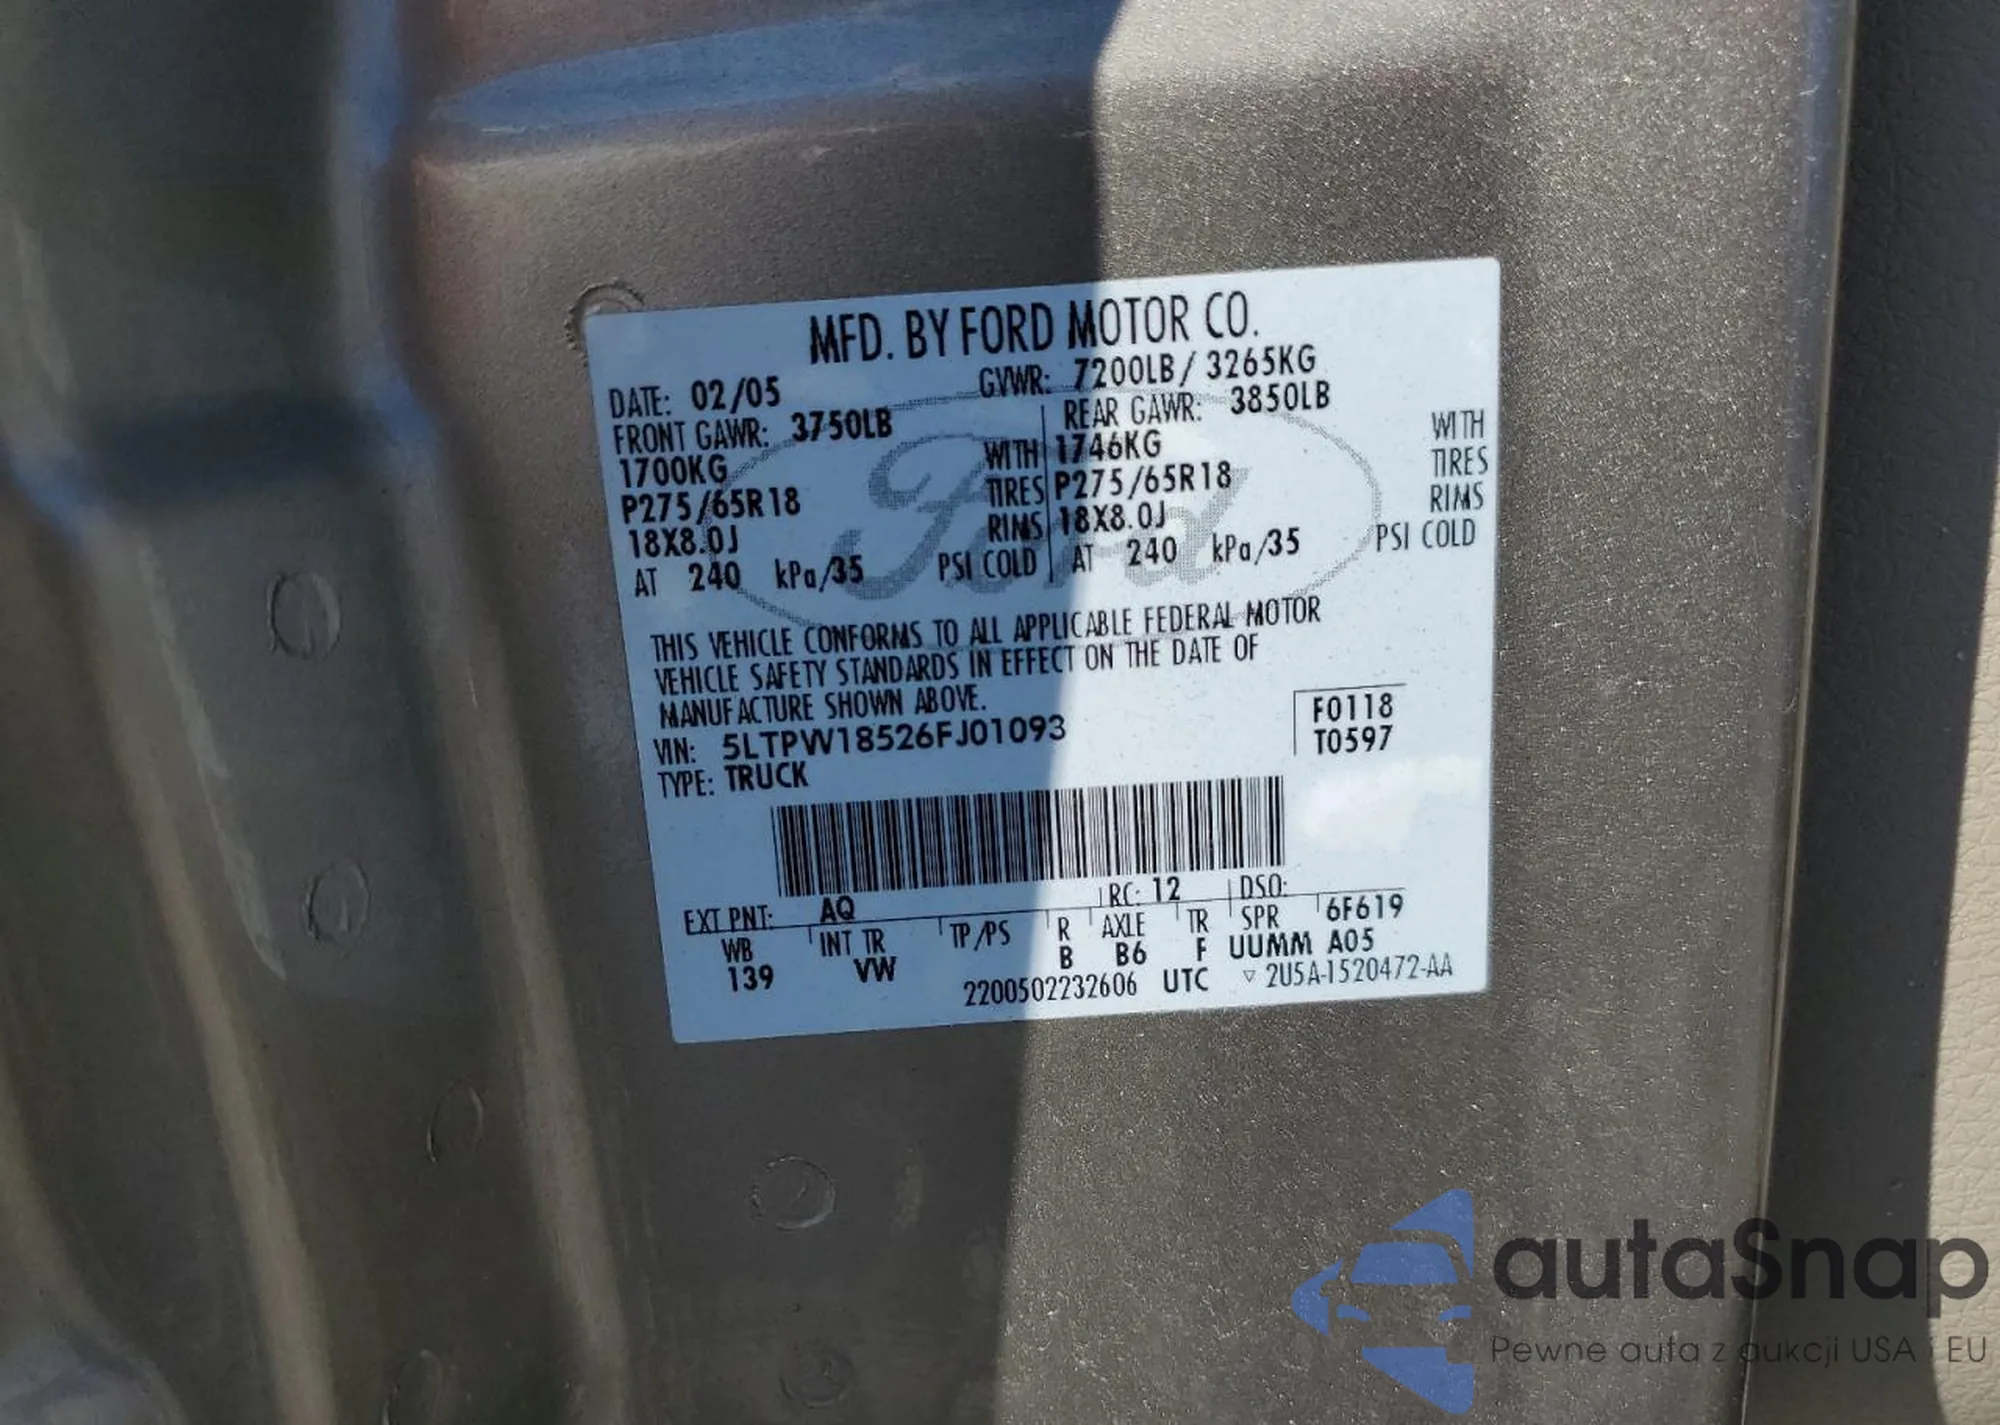 MFD. BY FORD MOTOR CO.
DATE: 02/05 GVWR: 7200LB / 3265KG
FRONT GAWR: 3750LB REAR GAWR: 3850LB
1700KG WITH 1746KG WITH
P275/65R18 TIRES P275/65R18 TIRES
18X8.0J RIMS 18X8.0J RIMS
AT 240 kPa/35 PSI COLD AT 240 kPa/35 PSI COLD
Ford
THIS VEHICLE CONFORMS TO ALL APPLICABLE FEDERAL MOTOR
VEHICLE SAFETY STANDARDS IN EFFECT ON THE DATE OF
MANUFACTURE SHOWN ABOVE.
F0118
VIN: 5LTPW18526FJ01093 T0597
TYPE: TRUCK
EXT PNT: AQ RC: 12 DSO:
WB INT TR TP/PS R AXLE TR SPR 6F619
139 VW B B6 F UUMM A05
2200502232606 UTC ▽ 2U5A-1520472-AA
autaSnap
Pewne auta z aukcji USA i EU